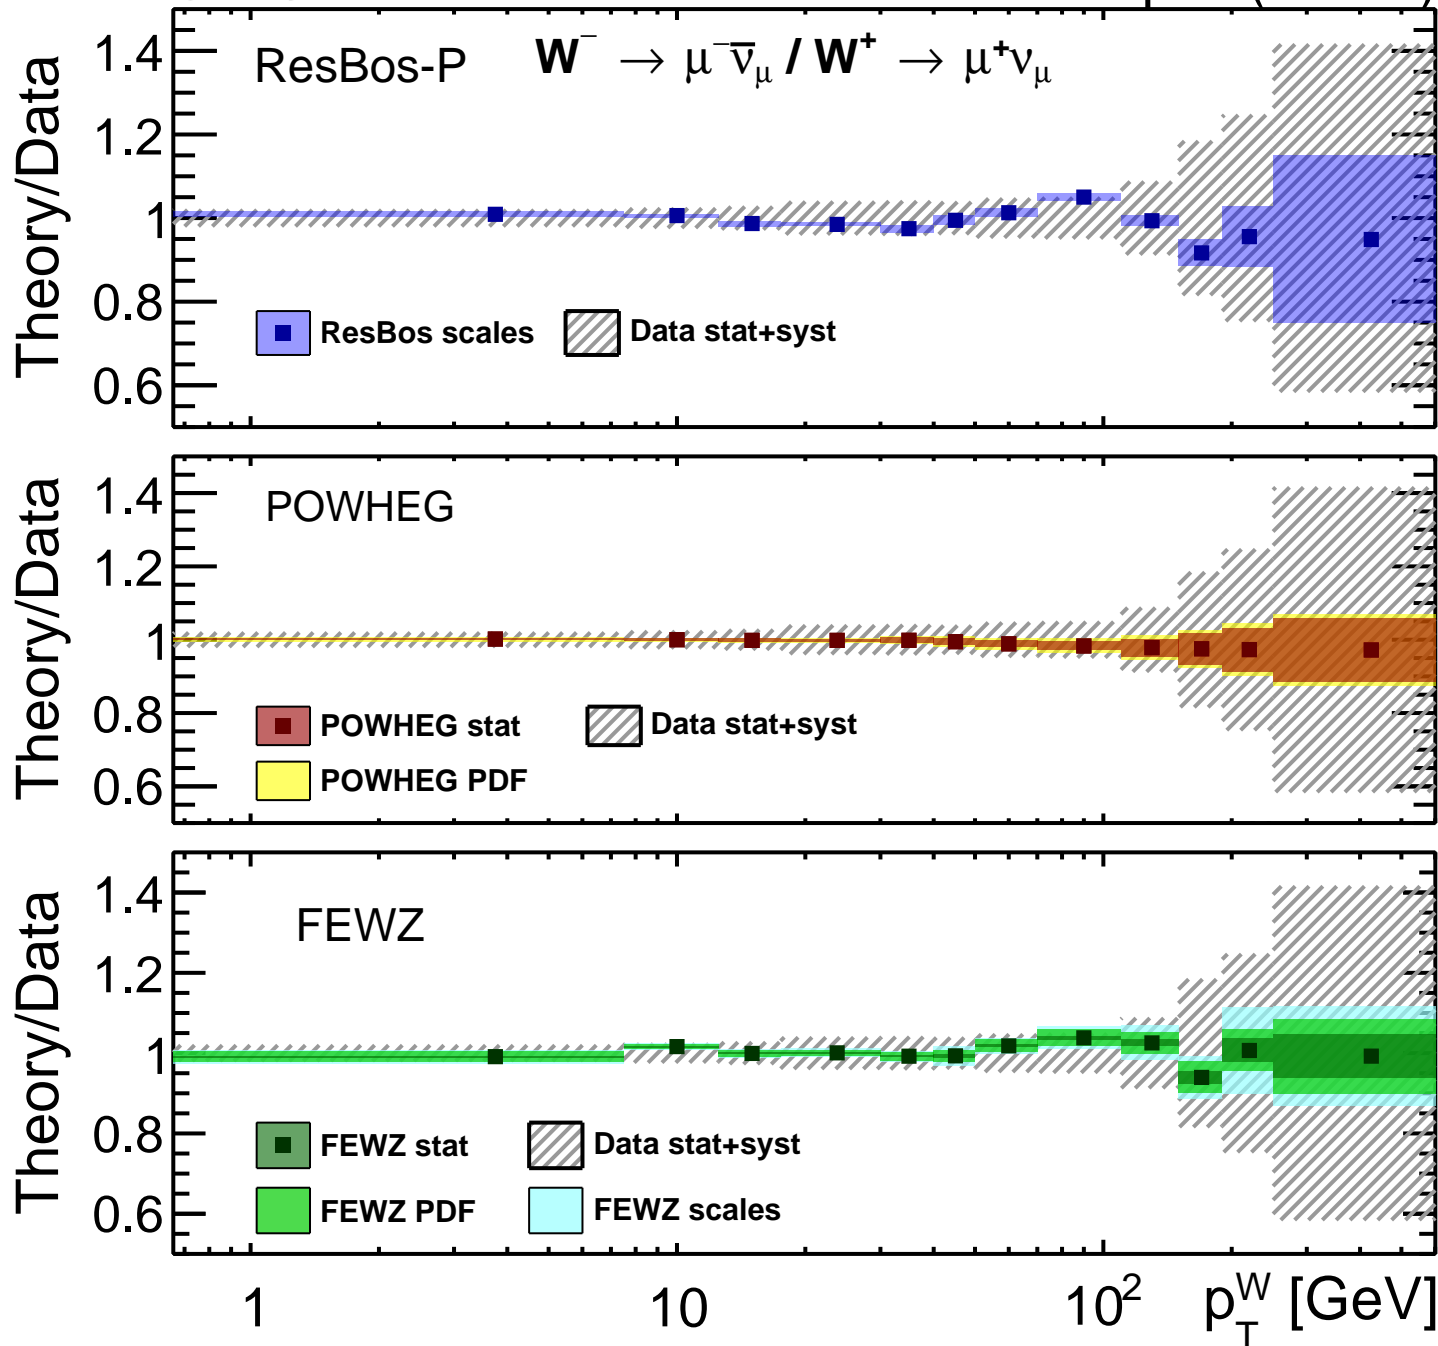 ResBos-P W⁻ → μ⁻ν̅_μ / W⁺ → μ⁺ν_μ
Theory/Data
1.4
1.2
1
0.8
0.6
ResBos scales Data stat+syst
POWHEG
Theory/Data
1.4
1.2
1
0.8
0.6
POWHEG stat Data stat+syst
POWHEG PDF
FEWZ
Theory/Data
1.4
1.2
1
0.8
0.6
FEWZ stat Data stat+syst
FEWZ PDF FEWZ scales
1 10 10² p_T^W [GeV]